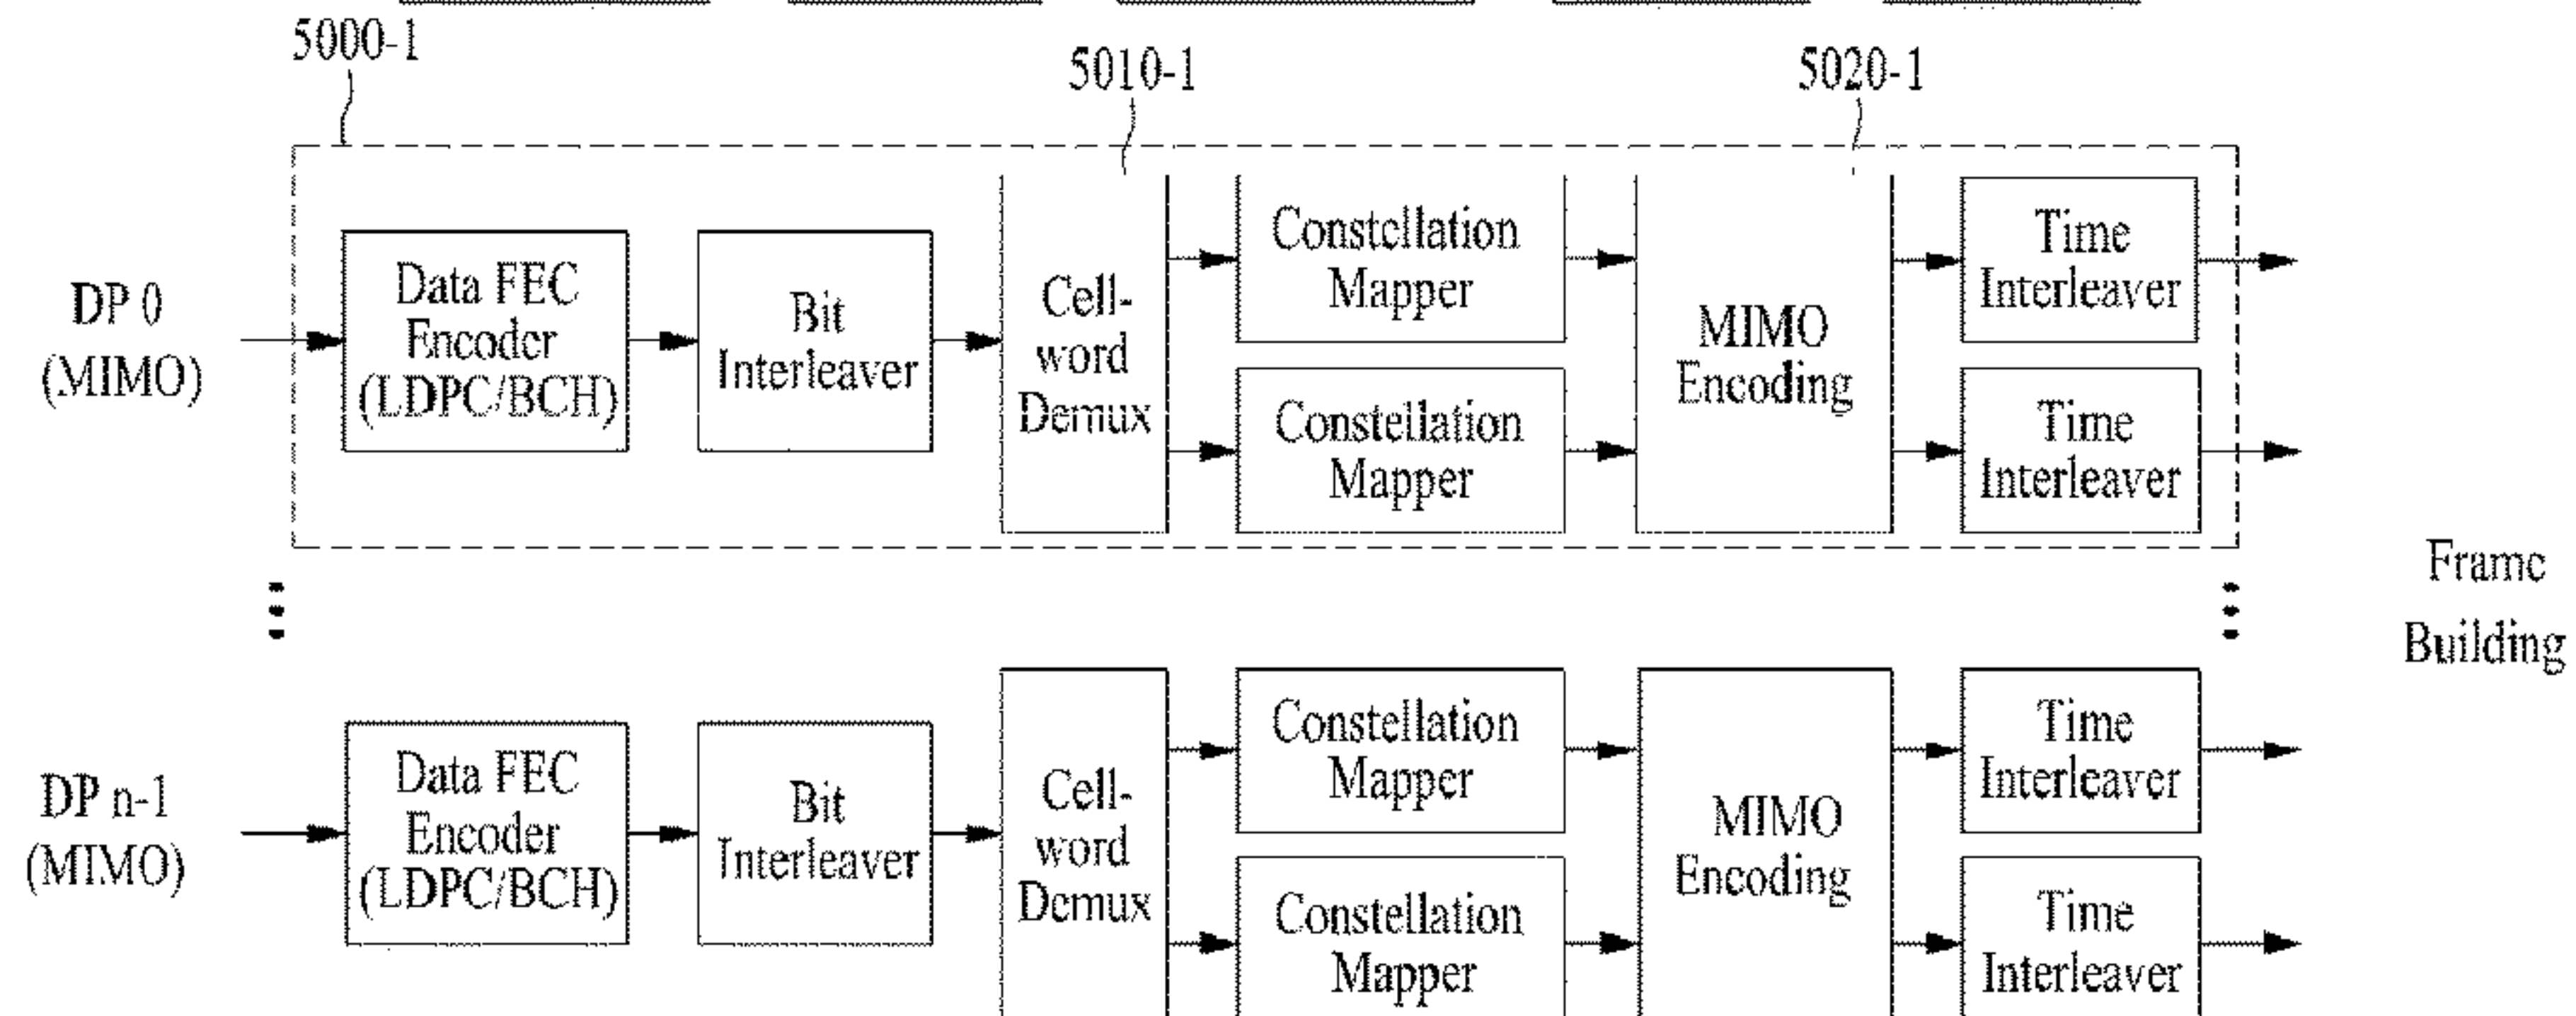 5000-1
5010-1
5020-1
DP 0
(MIMO)
Data FEC
Encoder
(LDPC/BCH)
Bit
Interleaver
Cell-
word
Demux
Constellation
Mapper
Constellation
Mapper
MIMO
Encoding
Time
Interleaver
Time
Interleaver
Frame
Building
DP n-1
(MIMO)
Data FEC
Encoder
(LDPC/BCH)
Bit
Interleaver
Cell-
word
Demux
Constellation
Mapper
Constellation
Mapper
MIMO
Encoding
Time
Interleaver
Time
Interleaver